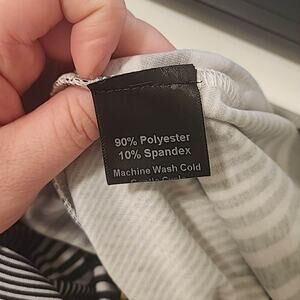 90% Polyester
10% Spandex
Machine Wash Cold